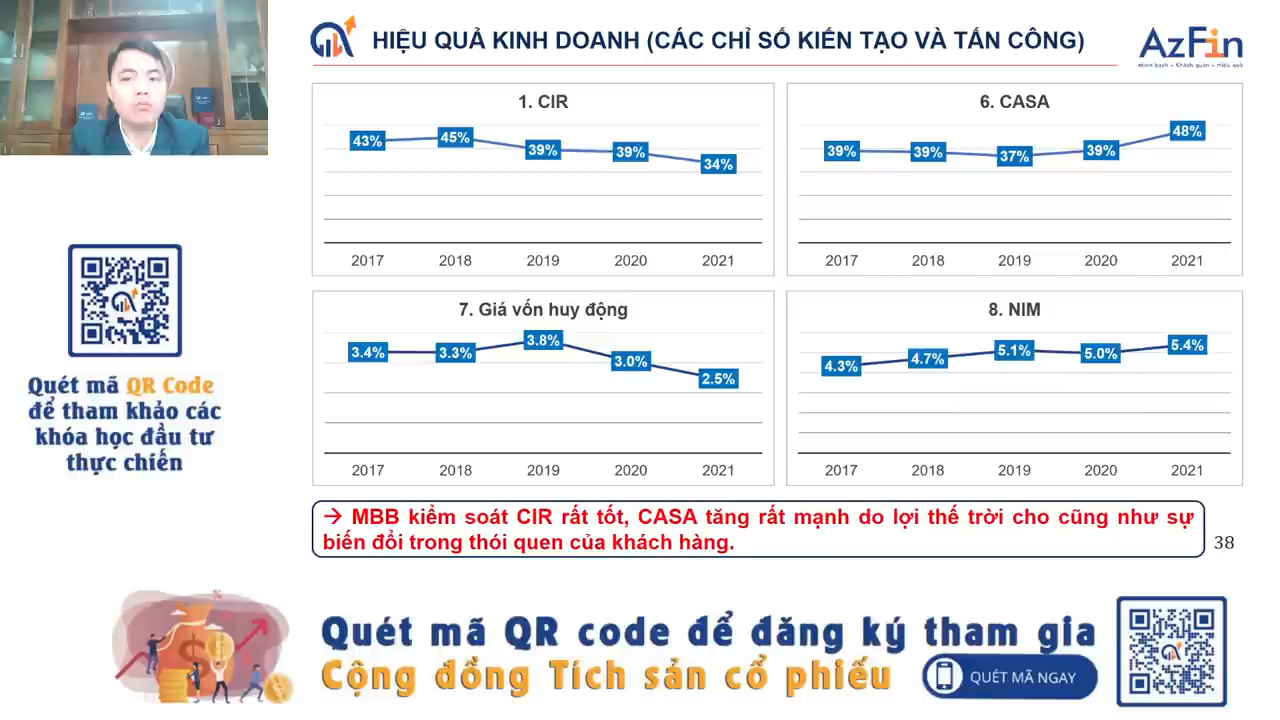 HIỆU QUẢ KINH DOANH (CÁC CHỈ SỐ KIẾN TẠO VÀ TẤN CÔNG)
AzFin
Minh bạch - Khách quan - Hiệu quả
1. CIR
43%
45%
39%
39%
34%
2017 2018 2019 2020 2021
6. CASA
39%
39%
37%
39%
48%
2017 2018 2019 2020 2021
7. Giá vốn huy động
3.4%
3.3%
3.8%
3.0%
2.5%
2017 2018 2019 2020 2021
8. NIM
4.3%
4.7%
5.1%
5.0%
5.4%
2017 2018 2019 2020 2021
Quét mã QR Code
để tham khảo các
khóa học đầu tư
thực chiến
→ MBB kiểm soát CIR rất tốt, CASA tăng rất mạnh do lợi thế trời cho cũng như sự
biến đổi trong thói quen của khách hàng.
38
Quét mã QR code để đăng ký tham gia
Cộng đồng Tích sản cổ phiếu
QUÉT MÃ NGAY